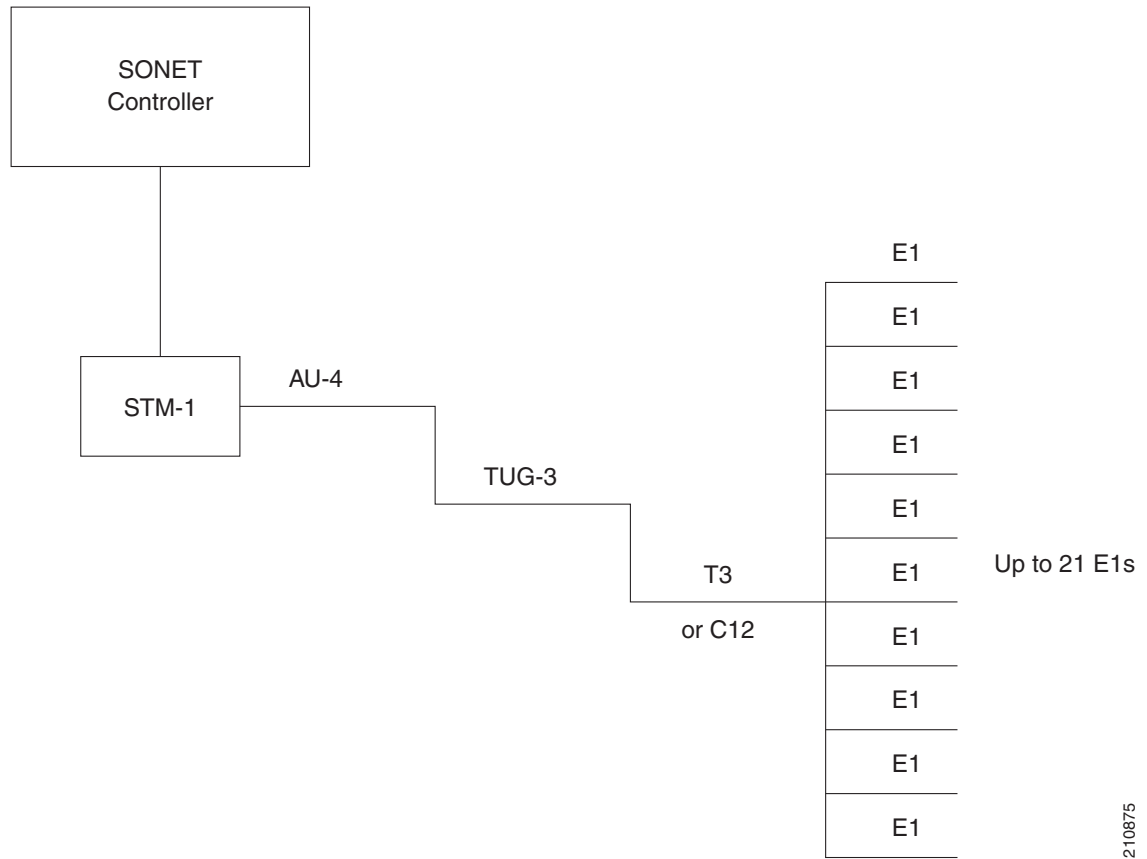 SONET
Controller
STM-1
AU-4
TUG-3
T3
or C12
E1
E1
E1
E1
E1
E1
E1
E1
E1
E1
Up to 21 E1s
210875